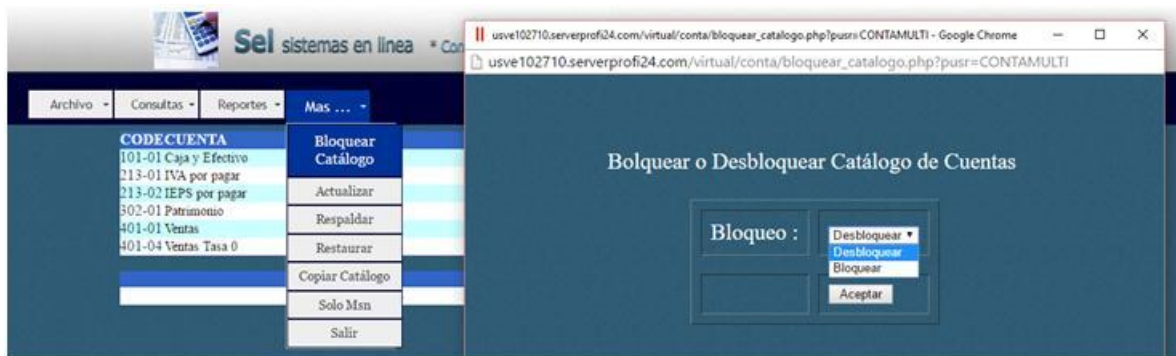 Sel sistemas en linea * Con
Archivo
Consultas
Reportes
Mas ...
CODECUENTA
101-01 Caja y Efectivo
213-01 IVA por pagar
213-02 IEPS por pagar
302-01 Patrimonio
401-01 Ventas
401-04 Ventas Tasa 0
Bloquear
Catálogo
Actualizar
Respaldar
Restaurar
Copiar Catálogo
Solo Msn
Salir
usve102710.serverprofi24.com/virtual/conta/bloquear_catalogo.php?pusr=CONTAMULTI - Google Chrome
usve102710.serverprofi24.com/virtual/conta/bloquear_catalogo.php?pusr=CONTAMULTI
Bolquear o Desbloquear Catálogo de Cuentas
Bloqueo :
Desbloquear
Desbloquear
Bloquear
Aceptar